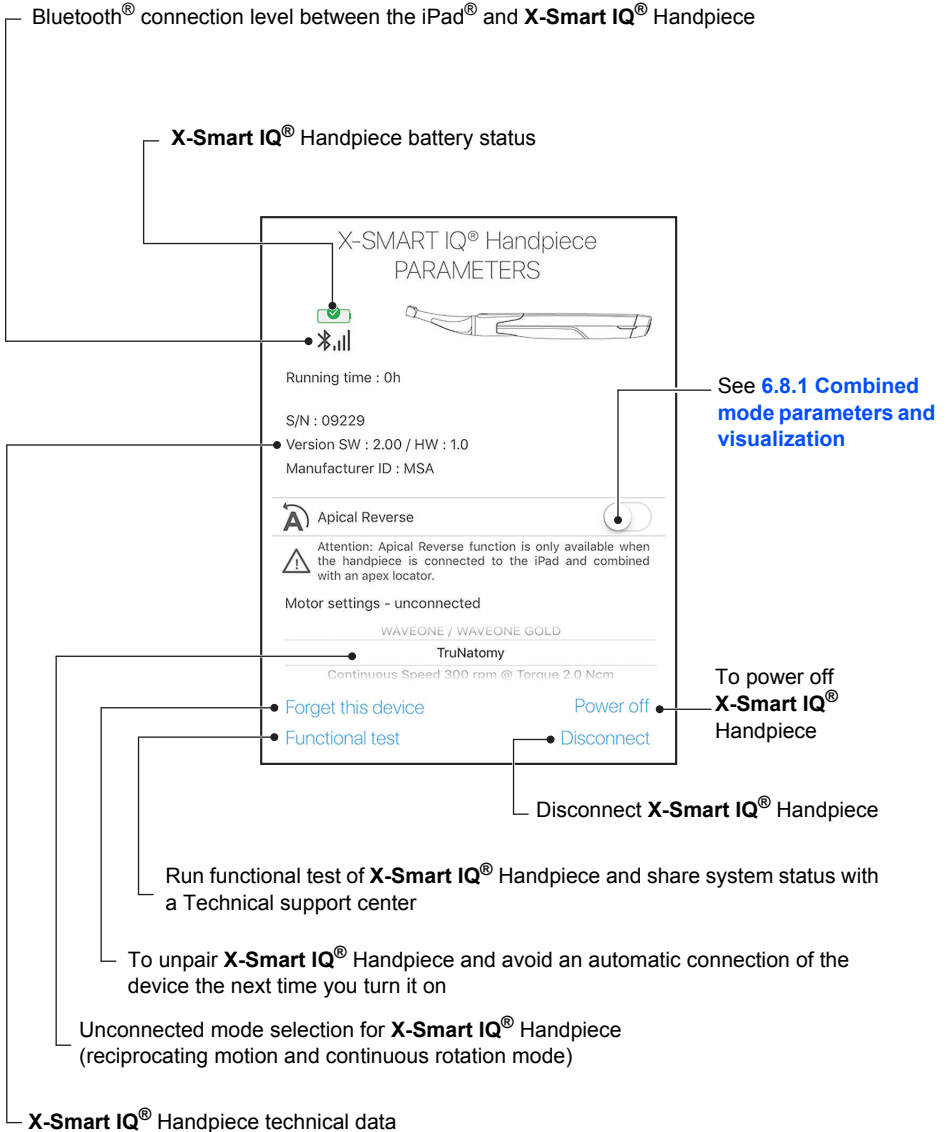 Bluetooth® connection level between the iPad® and X-Smart IQ® Handpiece
X-Smart IQ® Handpiece battery status
X-SMART IQ® Handpiece
PARAMETERS
Running time : 0h
S/N : 09229
Version SW : 2.00 / HW : 1.0
Manufacturer ID : MSA
See 6.8.1 Combined
mode parameters and
visualization
A Apical Reverse
Attention: Apical Reverse function is only available when
the handpiece is connected to the iPad and combined
with an apex locator.
Motor settings - unconnected
WAVEONE / WAVEONE GOLD
TruNatomy
Continuous Speed 300 rpm @ Torque 2.0 Ncm
Forget this device Power off
Functional test Disconnect
To power off
X-Smart IQ®
Handpiece
Disconnect X-Smart IQ® Handpiece
Run functional test of X-Smart IQ® Handpiece and share system status with
a Technical support center
To unpair X-Smart IQ® Handpiece and avoid an automatic connection of the
device the next time you turn it on
Unconnected mode selection for X-Smart IQ® Handpiece
(reciprocating motion and continuous rotation mode)
X-Smart IQ® Handpiece technical data